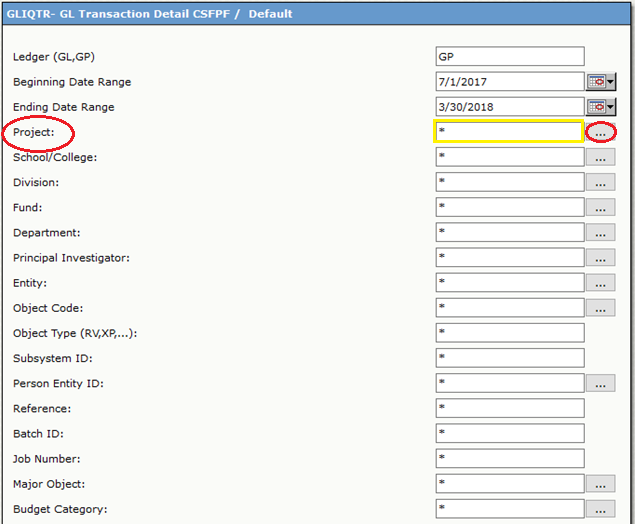 GLIQTR- GL Transaction Detail CSFPF / Default
Ledger (GL,GP) GP
Beginning Date Range 7/1/2017
Ending Date Range 3/30/2018
Project: * ...
School/College: * ...
Division: * ...
Fund: * ...
Department: * ...
Principal Investigator: * ...
Entity: * ...
Object Code: * ...
Object Type (RV,XP,...): *
Subsystem ID: *
Person Entity ID: * ...
Reference: *
Batch ID: *
Job Number: *
Major Object: * ...
Budget Category: * ...